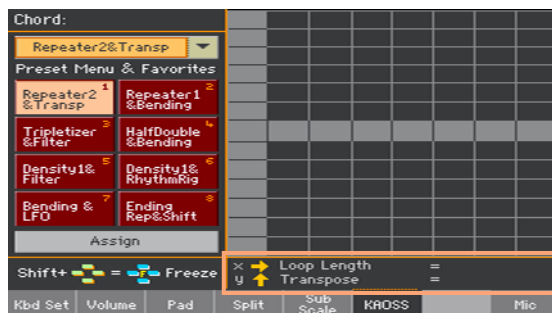 Chord:
Repeater2&Transp
Preset Menu & Favorites
Repeater2 1
&Transp
Repeater1 2
&Bending
Tripletizer 3
&Filter
HalfDouble 4
&Bending
Density1& 5
Filter
Density1& 6
RhythmRig
Bending & 7
LFO
Ending 8
Rep&Shift
Assign
Shift+ = F Freeze
x Loop Length =
y Transpose =
Kbd Set Volume Pad Split Sub Scale KAOSS Mic